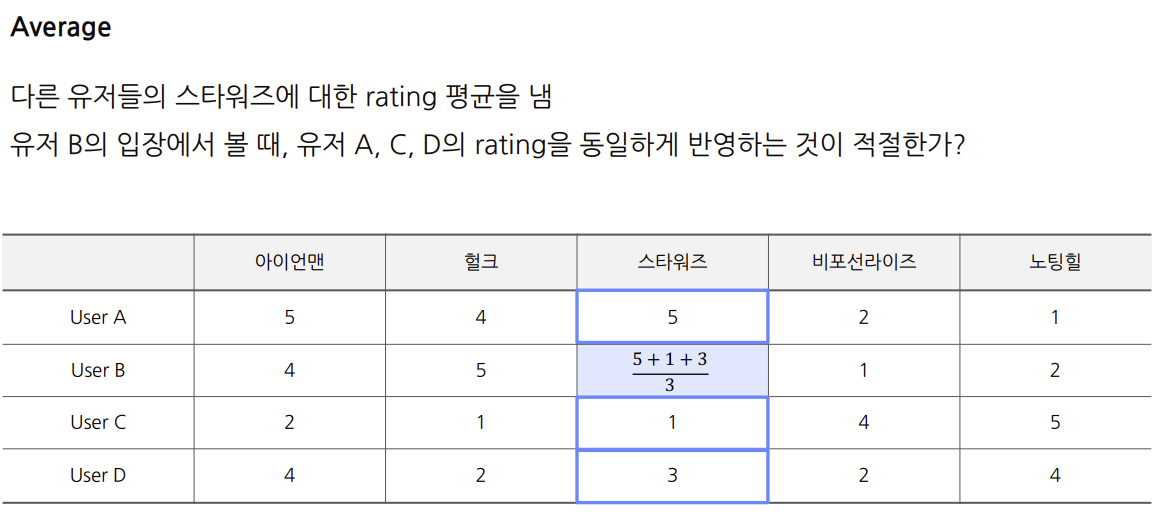 Average
다른 유저들의 스타워즈에 대한 rating 평균을 냄
유저 B의 입장에서 볼 때, 유저 A, C, D의 rating을 동일하게 반영하는 것이 적절한가?
아이언맨 헐크 스타워즈 비포선라이즈 노팅힐
User A 5 4 5 2 1
User B 4 5 (5 + 1 + 3)/3 1 2
User C 2 1 1 4 5
User D 4 2 3 2 4